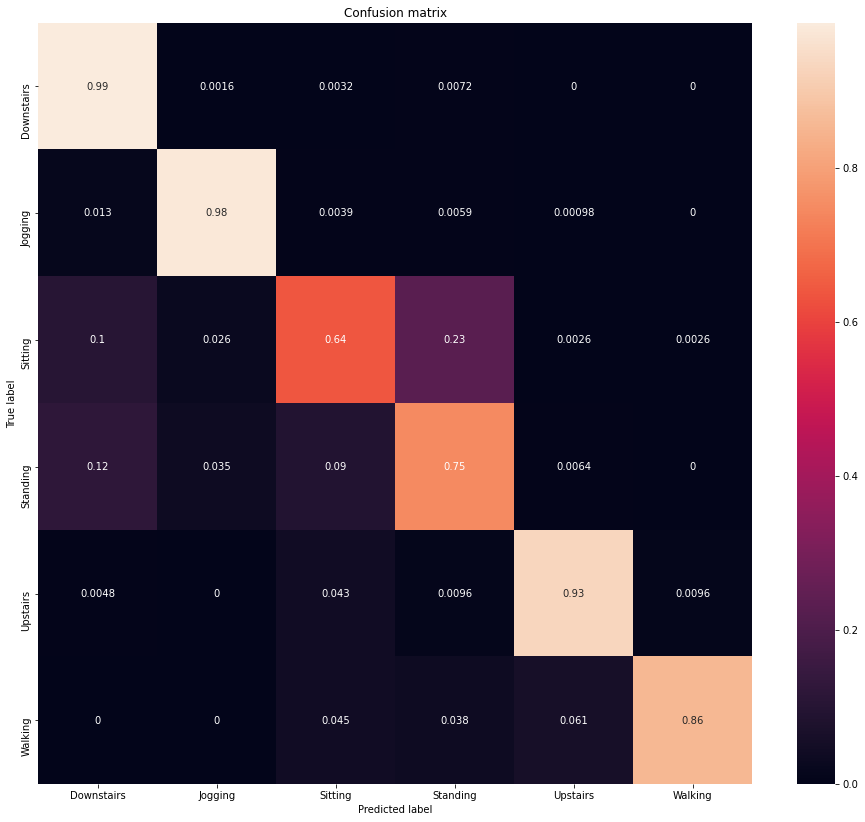 Confusion matrix
Downstairs 0.99 0.0016 0.0032 0.0072 0 0
Jogging 0.013 0.98 0.0039 0.0059 0.00098 0
Sitting 0.1 0.026 0.64 0.23 0.0026 0.0026
Standing 0.12 0.035 0.09 0.75 0.0064 0
Upstairs 0.0048 0 0.043 0.0096 0.93 0.0096
Walking 0 0 0.045 0.038 0.061 0.86
True label
Downstairs Jogging Sitting Standing Upstairs Walking
Predicted label
0.8
0.6
0.4
0.2
0.0